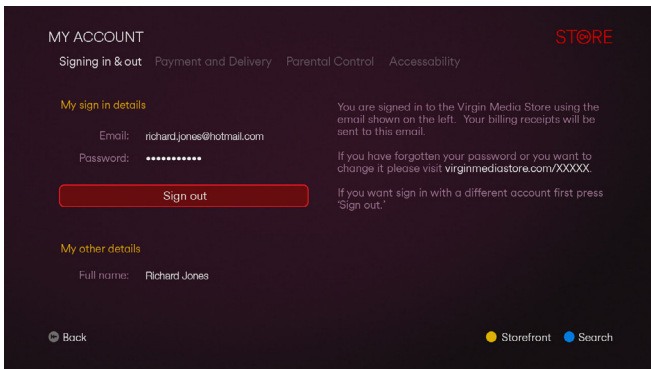 MY ACCOUNT
STORE
Signing in & out Payment and Delivery Parental Control Accessability
My sign in details
Email: richard.jones@hotmail.com
Password: •••••••••••
Sign out
You are signed in to the Virgin Media Store using the
email shown on the left. Your billing receipts will be
sent to this email.
If you have forgotten your password or you want to
change it please visit virginmediastore.com/XXXXX.
If you want sign in with a different account first press
‘Sign out.’
My other details
Full name: Richard Jones
Back
Storefront Search